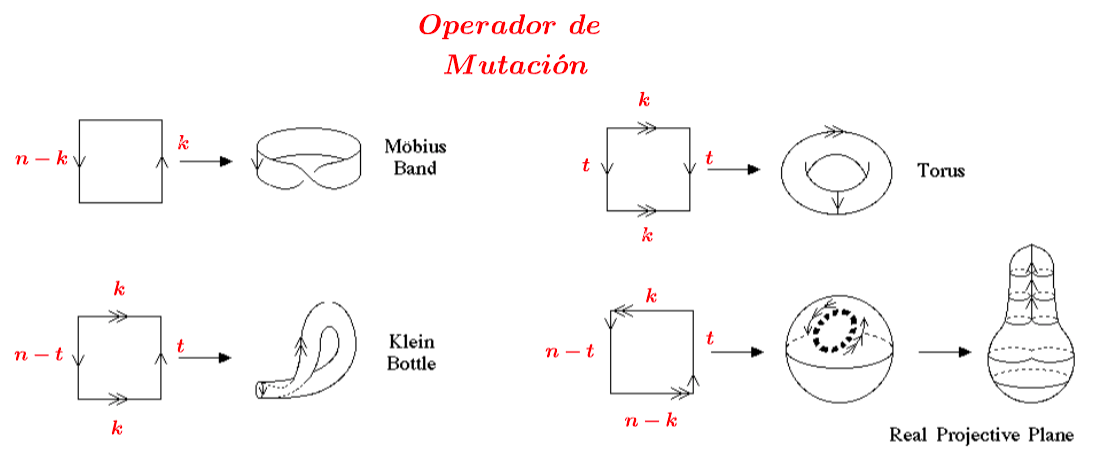 Operador de
Mutación
n − k
k
Möbius
Band
k
t
t
k
Torus
k
n − t
t
k
Klein
Bottle
k
n − t
t
n − k
Real Projective Plane